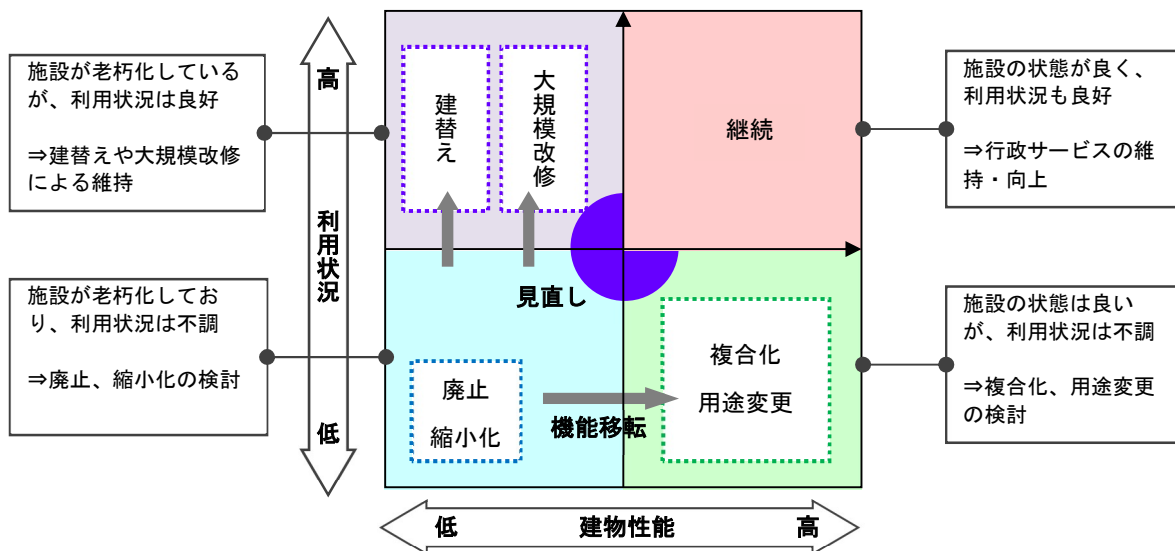 施設が老朽化しているが、利用状況は良好
⇒建替えや大規模改修による維持
施設が老朽化しており、利用状況は不調
⇒廃止、縮小化の検討
高
利用状況
低
建替え
大規模改修
継続
見直し
廃止
縮小化
機能移転
複合化
用途変更
低
建物性能
高
施設の状態が良く、利用状況も良好
⇒行政サービスの維持・向上
施設の状態は良いが、利用状況は不調
⇒複合化、用途変更の検討